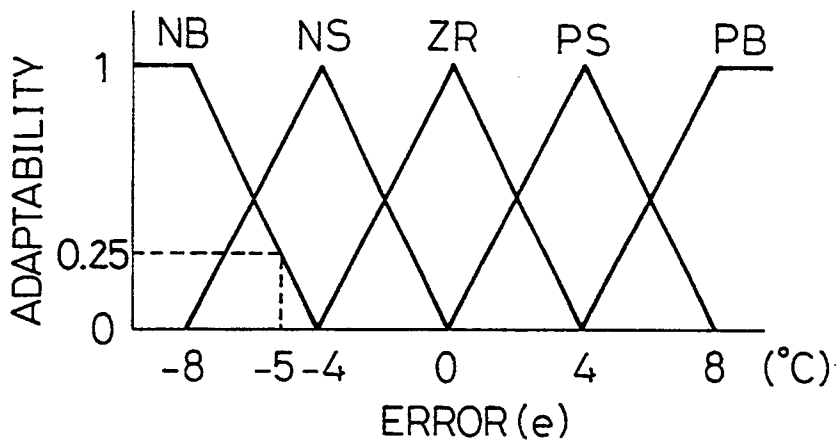 NB NS ZR PS PB
1
ADAPTABILITY
0.25
0
-8 -5 -4 0 4 8 (°C)
ERROR(e)